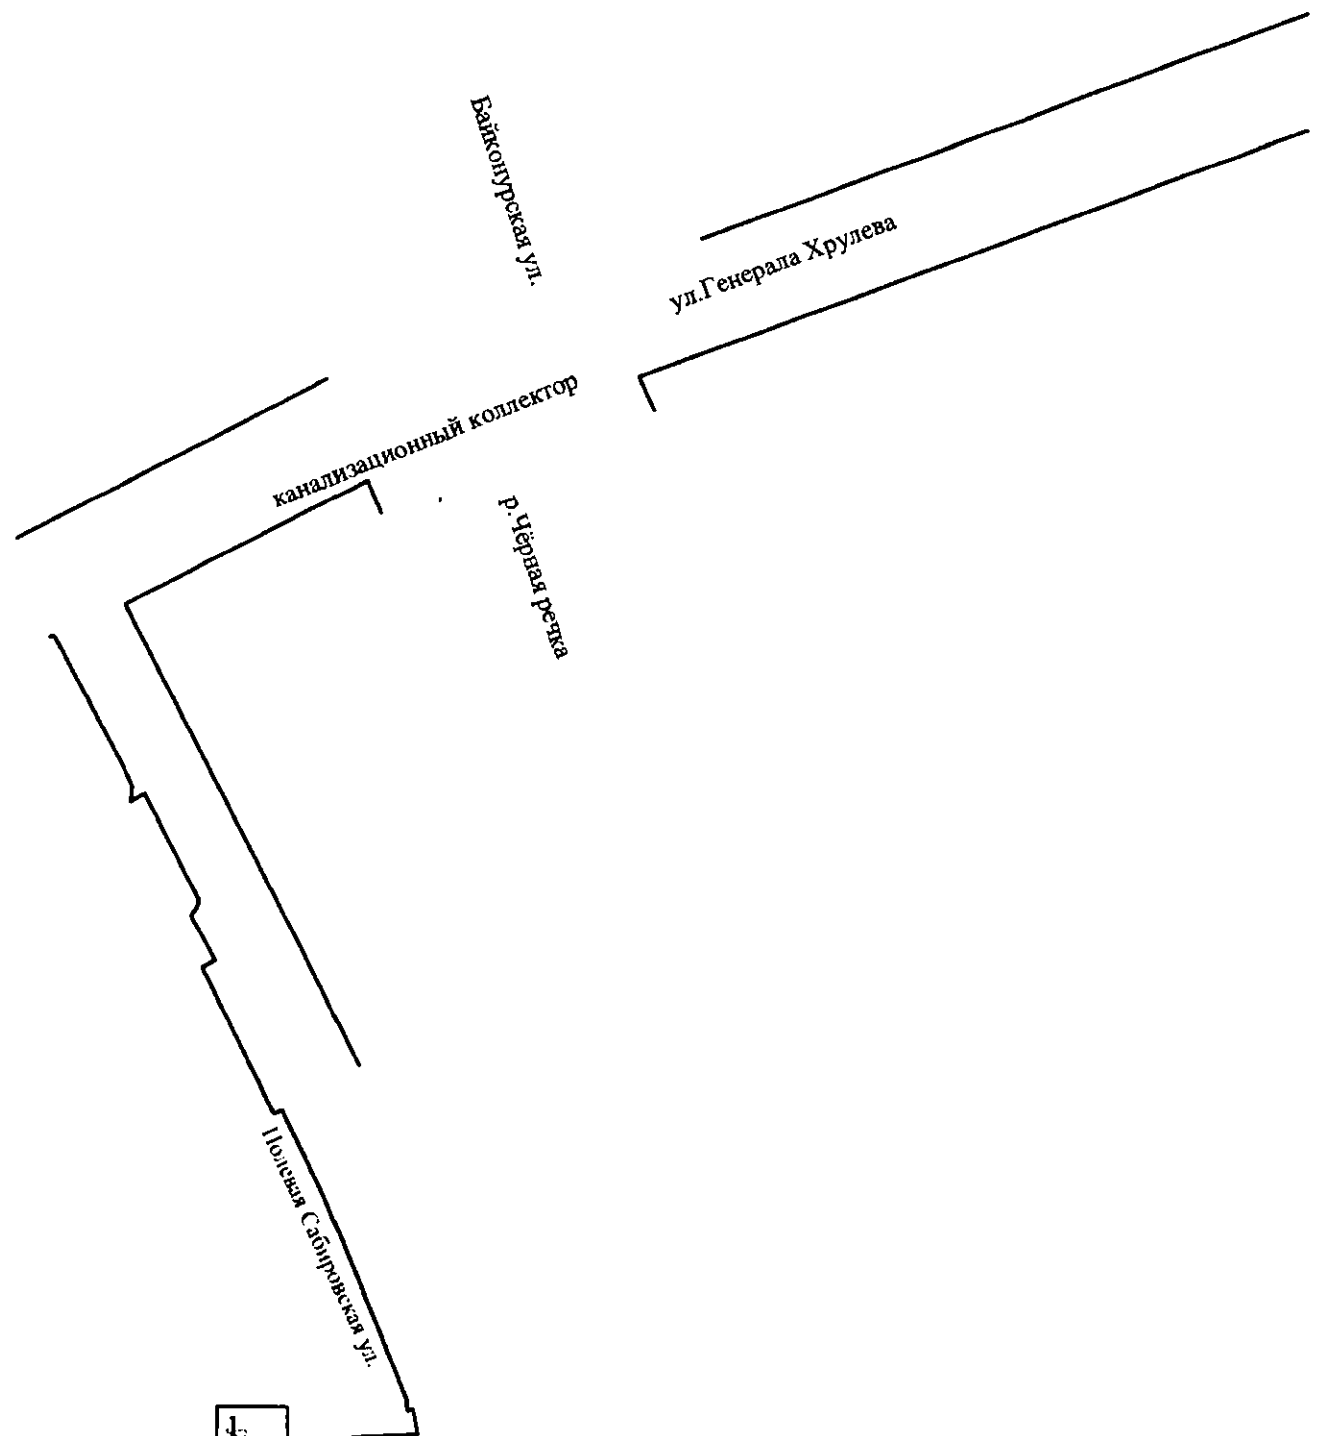 Байконурская ул.
ул.Генерала Хрулева
канализационный коллектор
р.Чёрная речка
Полевая Сабировская ул.